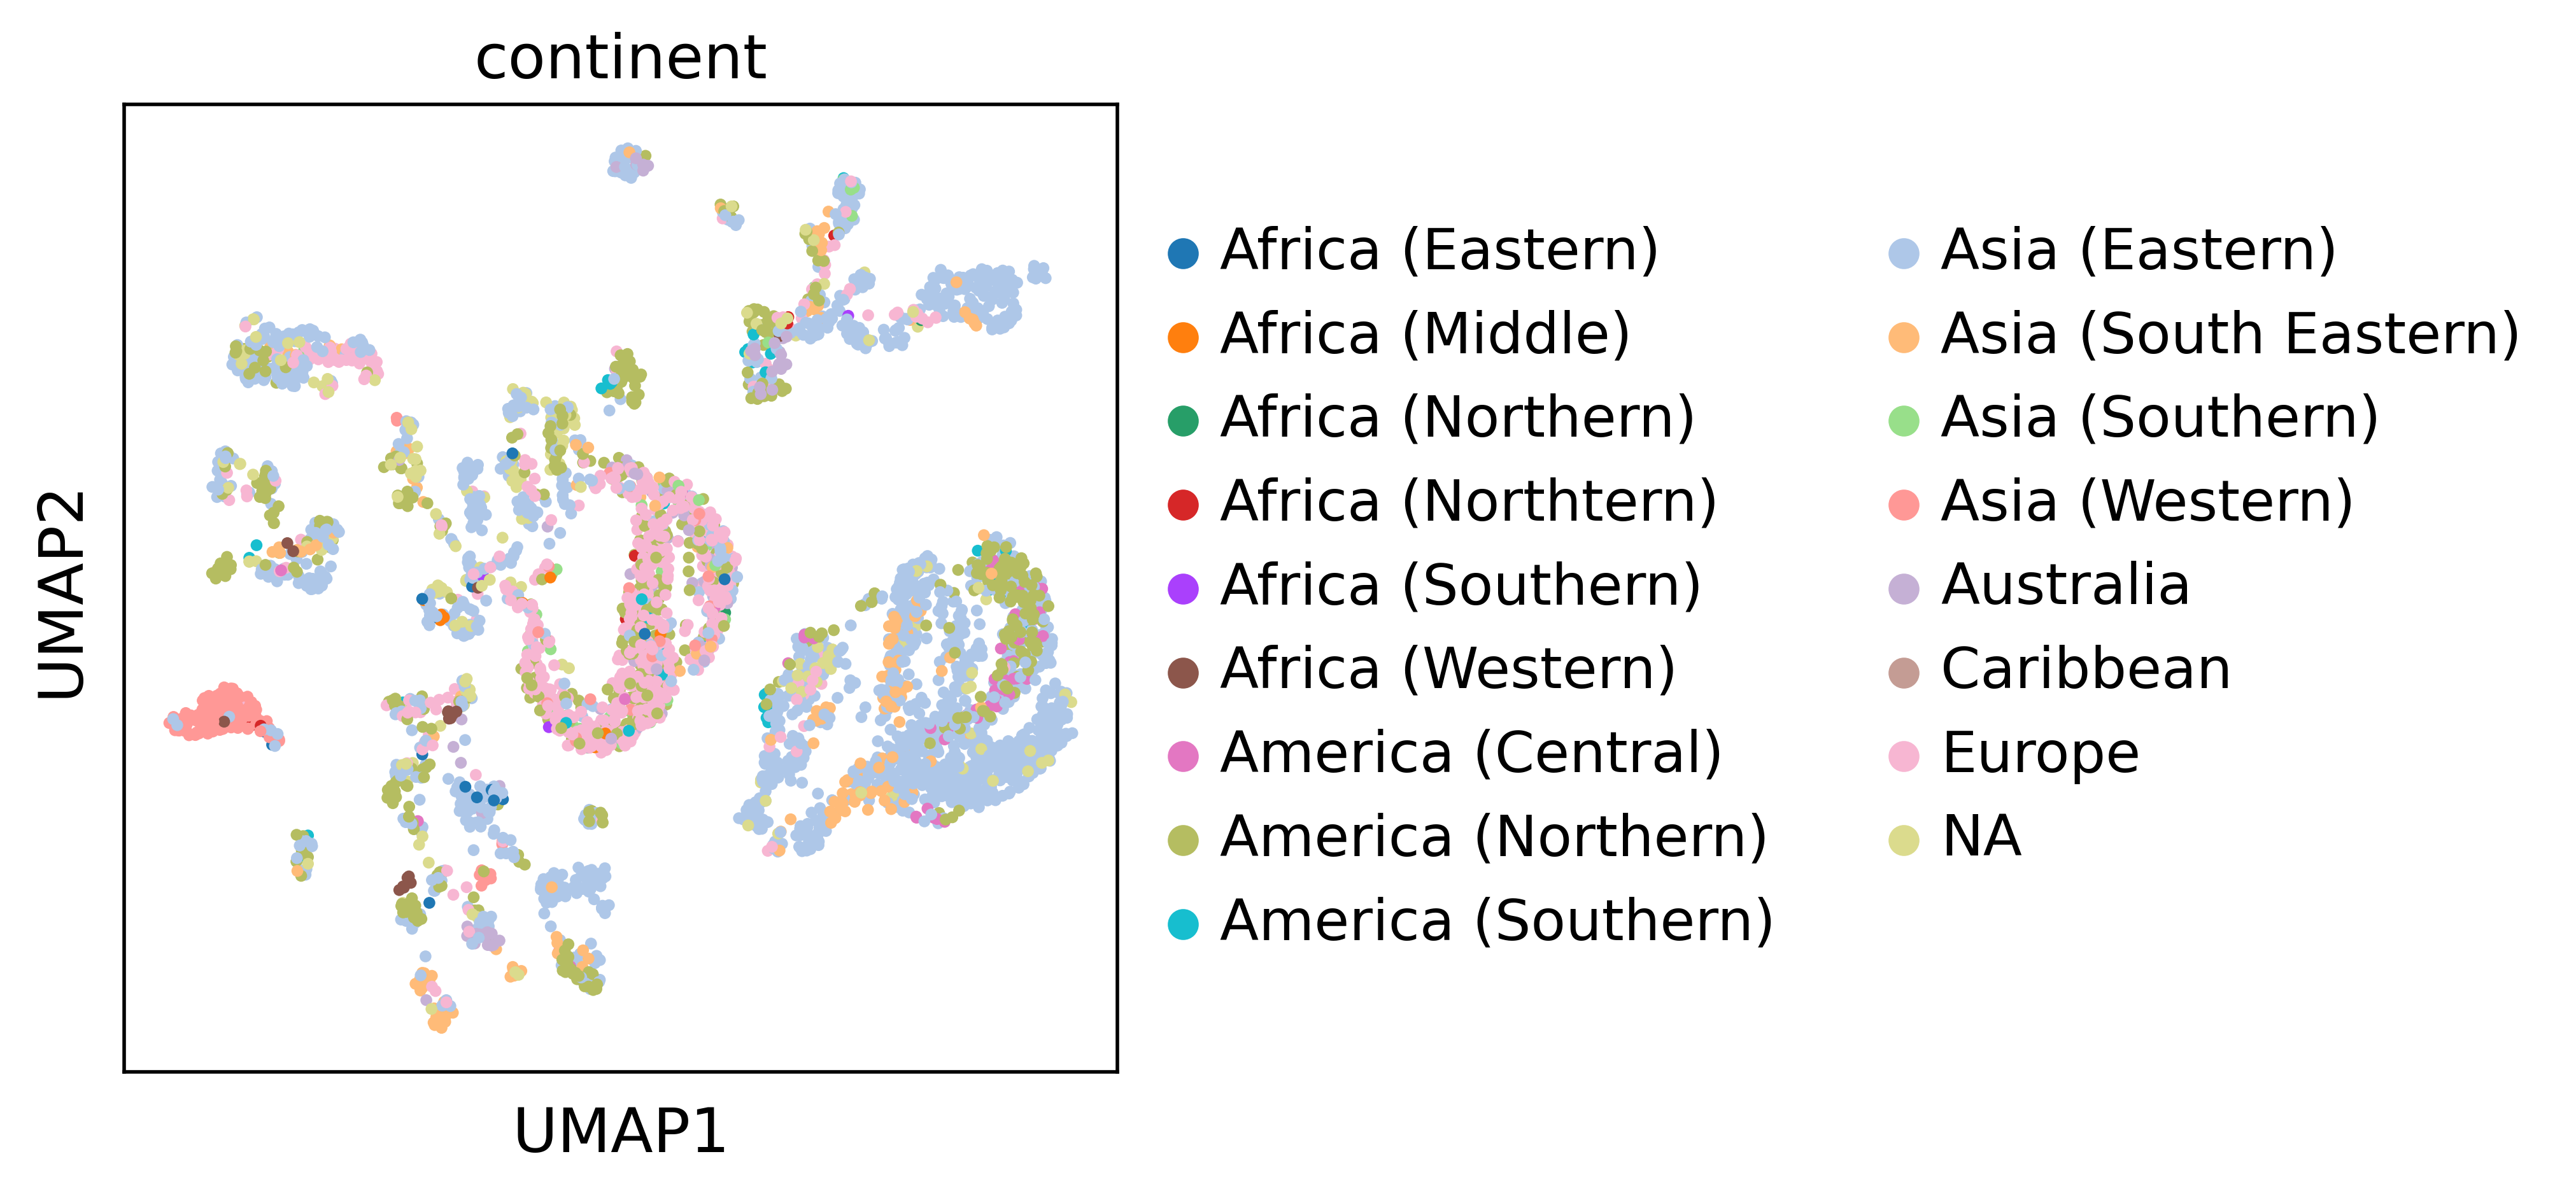 continent
UMAP2
UMAP1
Africa (Eastern)
Africa (Middle)
Africa (Northern)
Africa (Northtern)
Africa (Southern)
Africa (Western)
America (Central)
America (Northern)
America (Southern)
Asia (Eastern)
Asia (South Eastern)
Asia (Southern)
Asia (Western)
Australia
Caribbean
Europe
NA